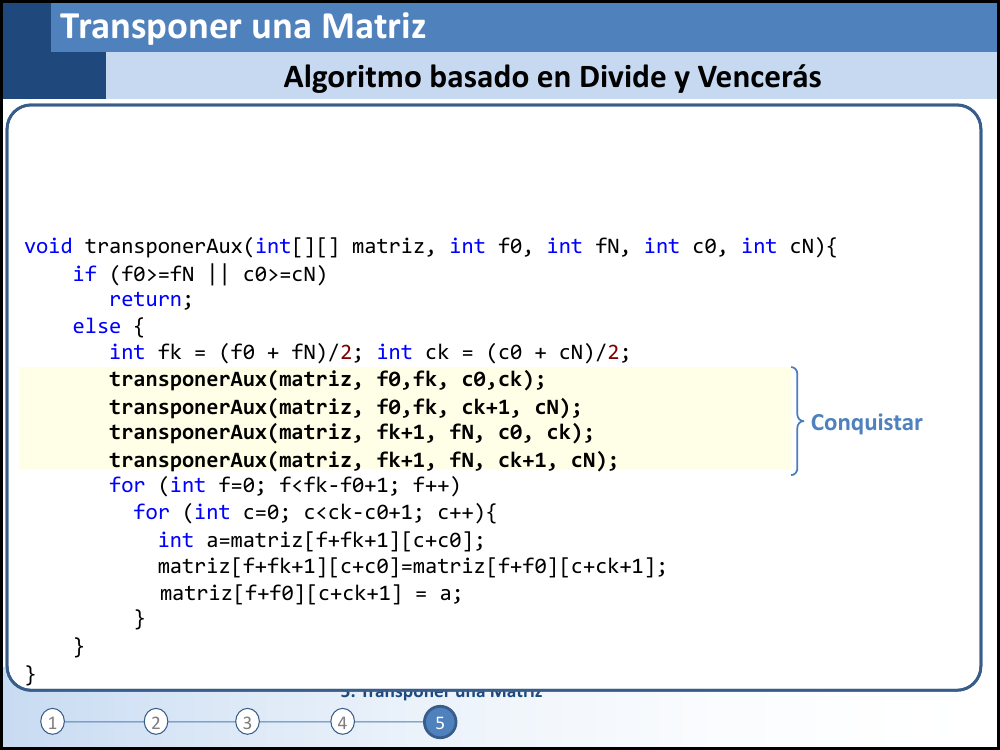 Transponer una Matriz
Algoritmo basado en Divide y Vencerás
void transponerAux(int[][] matriz, int f0, int fN, int c0, int cN){
if (f0>=fN || c0>=cN)
return;
else {
int fk = (f0 + fN)/2; int ck = (c0 + cN)/2;
transponerAux(matriz, f0,fk, c0,ck);
transponerAux(matriz, f0,fk, ck+1, cN);
transponerAux(matriz, fk+1, fN, c0, ck);
transponerAux(matriz, fk+1, fN, ck+1, cN);
Conquistar
for (int f=0; f<fk-f0+1; f++)
for (int c=0; c<ck-c0+1; c++){
int a=matriz[f+fk+1][c+c0];
matriz[f+fk+1][c+c0]=matriz[f+f0][c+ck+1];
matriz[f+f0][c+ck+1] = a;
}
}
}
5. Transponer una Matriz
1 2 3 4 5